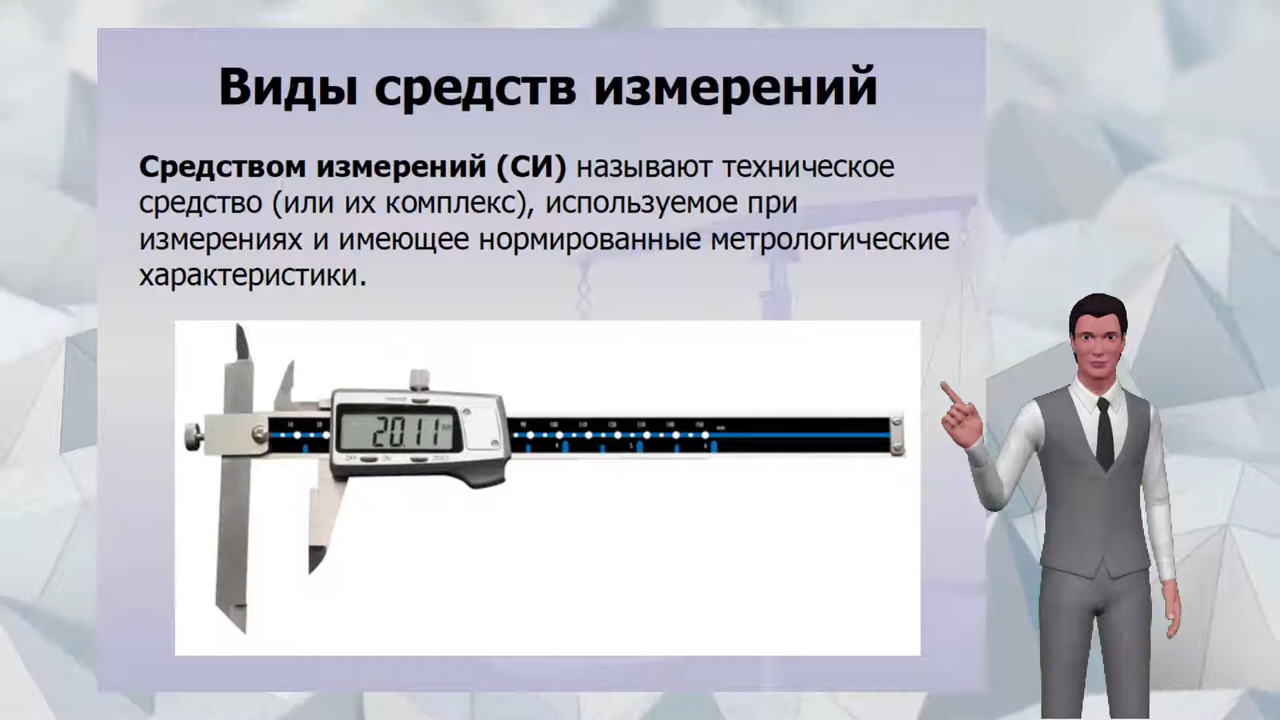 Виды средств измерений
Средством измерений (СИ) называют техническое
средство (или их комплекс), используемое при
измерениях и имеющее нормированные метрологические
характеристики.
20.11